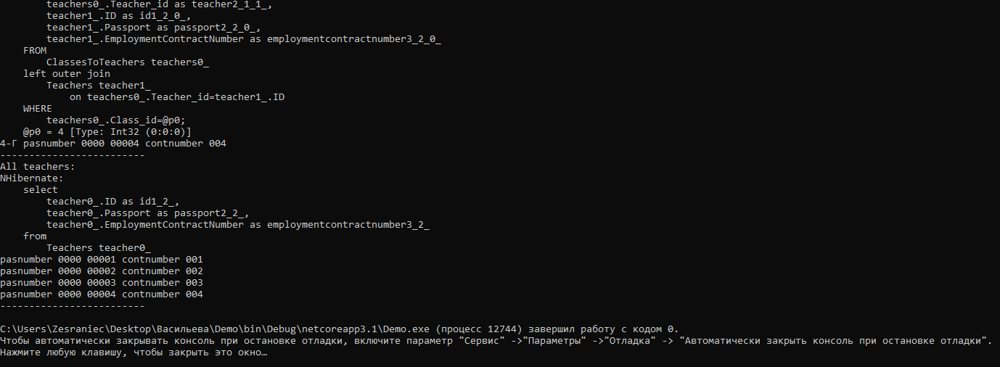 teachers0_.Teacher_id as teacher2_1_1_,
teacher1_.ID as id1_2_0_,
teacher1_.Passport as passport2_2_0_,
teacher1_.EmploymentContractNumber as employmentcontractnumber3_2_0_
FROM
ClassesToTeachers teachers0_
left outer join
Teachers teacher1_
on teachers0_.Teacher_id=teacher1_.ID
WHERE
teachers0_.Class_id=@p0;
@p0 = 4 [Type: Int32 (0:0:0)]
4-Г pasnumber 0000 00004 contnumber 004
-------------------------
All teachers:
NHibernate:
select
teacher0_.ID as id1_2_,
teacher0_.Passport as passport2_2_,
teacher0_.EmploymentContractNumber as employmentcontractnumber3_2_
from
Teachers teacher0_
pasnumber 0000 00001 contnumber 001
pasnumber 0000 00002 contnumber 002
pasnumber 0000 00003 contnumber 003
pasnumber 0000 00004 contnumber 004
-------------------------
C:\Users\Zesraniec\Desktop\Васильева\Demo\bin\Debug\netcoreapp3.1\Demo.exe (процесс 12744) завершил работу с кодом 0.
Чтобы автоматически закрывать консоль при остановке отладки, включите параметр "Сервис" ->"Параметры" ->"Отладка" -> "Автоматически закрыть консоль при остановке отладки".
Нажмите любую клавишу, чтобы закрыть это окно…